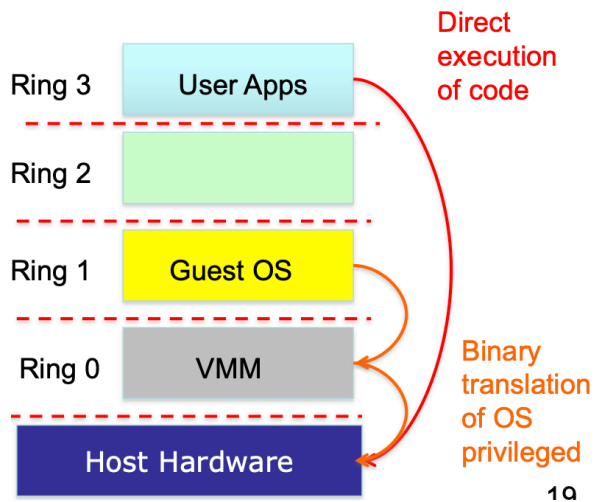 Direct
execution
of code
Ring 3
User Apps
Ring 2
Ring 1
Guest OS
Ring 0
VMM
Binary
translation
of OS
privileged
Host Hardware
19